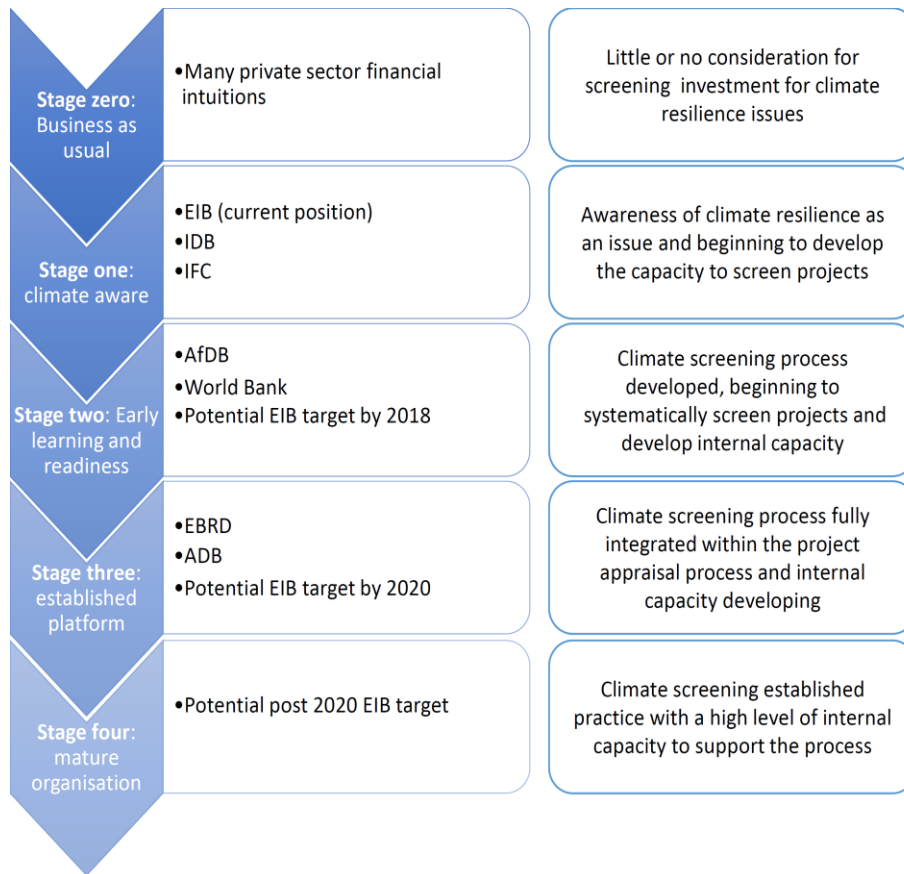 Stage zero:
Business as
usual
•Many private sector financial
intuitions
Little or no consideration for
screening investment for climate
resilience issues
Stage one:
climate aware
•EIB (current position)
•IDB
•IFC
Awareness of climate resilience as
an issue and beginning to develop
the capacity to screen projects
Stage two: Early
learning and
readiness
•AfDB
•World Bank
•Potential EIB target by 2018
Climate screening process
developed, beginning to
systematically screen projects and
develop internal capacity
Stage three:
established
platform
•EBRD
•ADB
•Potential EIB target by 2020
Climate screening process fully
integrated within the project
appraisal process and internal
capacity developing
Stage four:
mature
organisation
•Potential post 2020 EIB target
Climate screening established
practice with a high level of internal
capacity to support the process